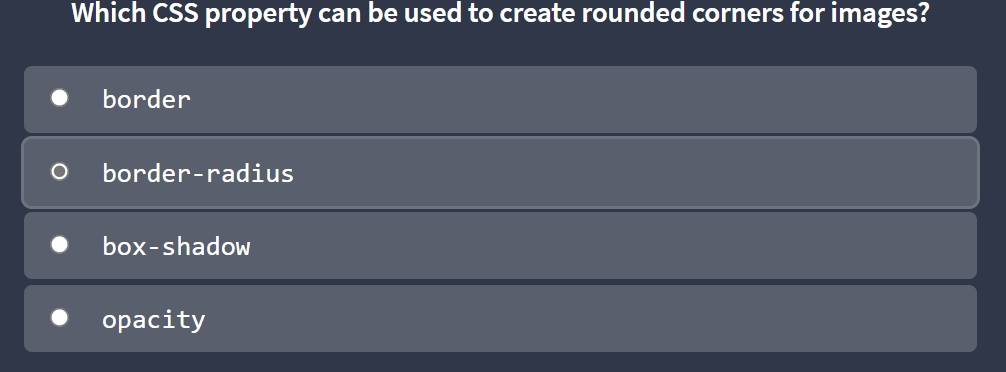 Which CSS property can be used to create rounded corners for images?
border
border-radius
box-shadow
opacity